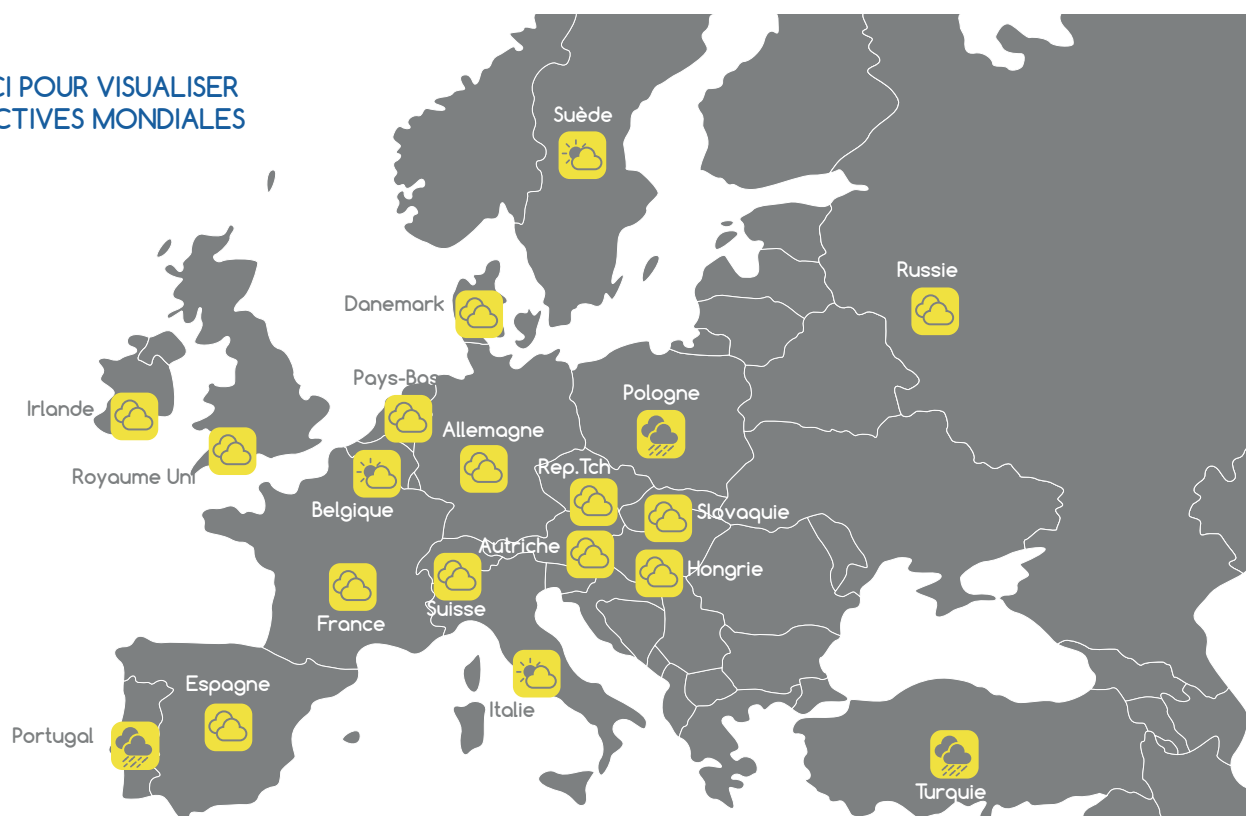 CI POUR VISUALISER
CTIVES MONDIALES
Suède
Russie
Danemark
Pays-Bas
Pologne
Irlande
Allemagne
Rep.Tch
Royaume Uni
Belgique
Slovaquie
Autriche
Hongrie
Suisse
France
Espagne
Italie
Portugal
Turquie